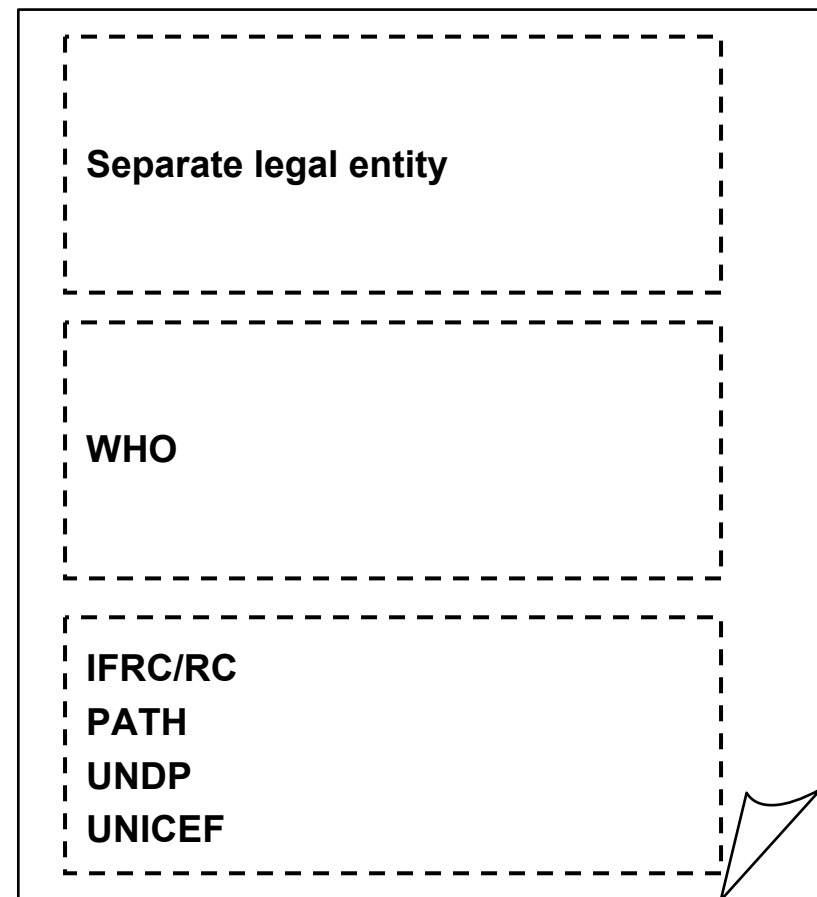 Separate legal entity
WHO
IFRC/RC
PATH
UNDP
UNICEF